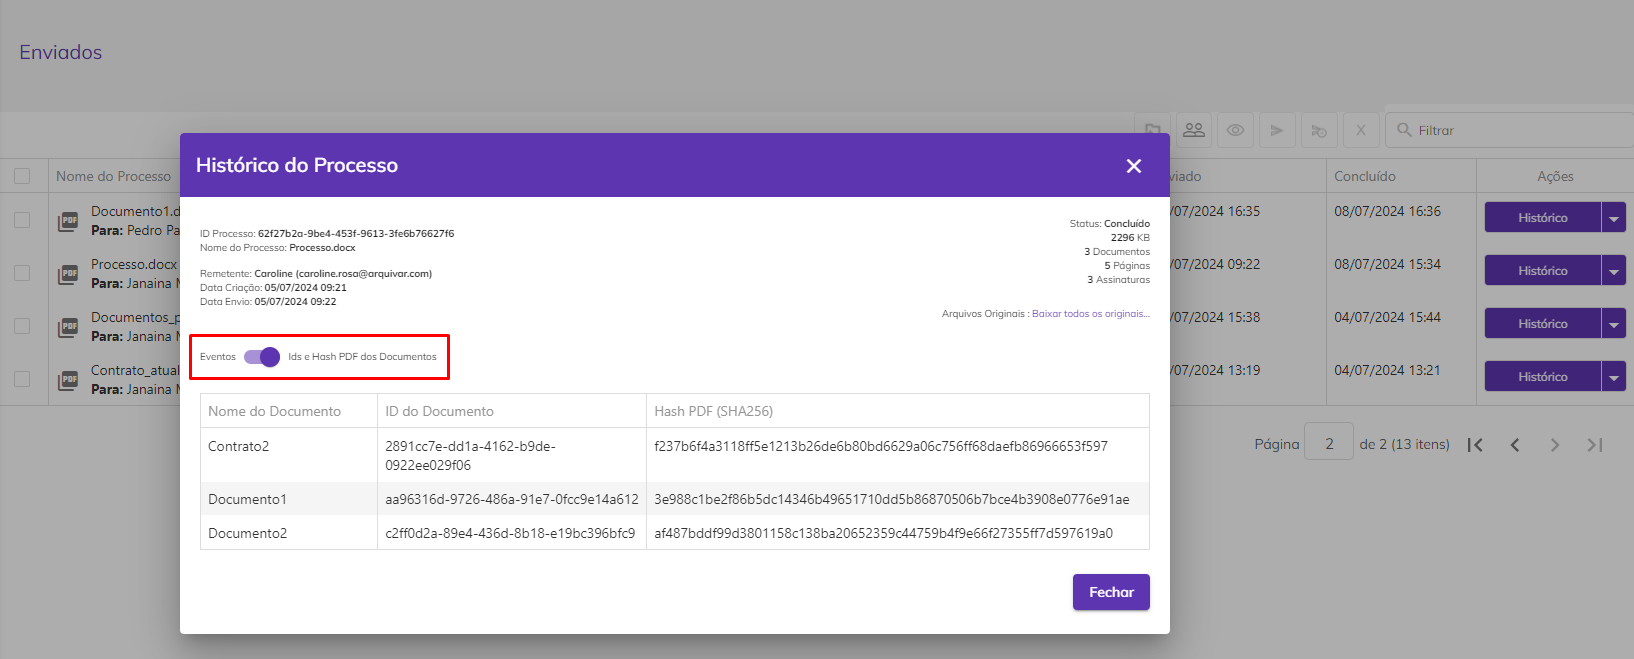 Enviados
Filtrar
Nome do Processo
viado
Concluído
Ações
Documento1.d
Para: Pedro Pa
/07/2024 16:35
08/07/2024 16:36
Histórico
Processo.docx
Para: Janaina M
/07/2024 09:22
08/07/2024 15:34
Histórico
Documentos_p
Para: Janaina M
/07/2024 15:38
04/07/2024 15:44
Histórico
Contrato_atual
Para: Janaina M
/07/2024 13:19
04/07/2024 13:21
Histórico
Página 2 de 2 (13 itens)
Histórico do Processo
ID Processo: 62f27b2a-9be4-453f-9613-3fe6b76627f6
Nome do Processo: Processo.docx
Remetente: Caroline (caroline.rosa@arquivar.com)
Data Criação: 05/07/2024 09:21
Data Envio: 05/07/2024 09:22
Status: Concluído
2296 KB
3 Documentos
5 Páginas
3 Assinaturas
Arquivos Originais : Baixar todos os originais...
Eventos
Ids e Hash PDF dos Documentos
Nome do Documento
ID do Documento
Hash PDF (SHA256)
Contrato2
2891cc7e-dd1a-4162-b9de-
0922ee029f06
f237b6f4a3118ff5e1213b26de6b80bd6629a06c756ff68daefb86966653f597
Documento1
aa96316d-9726-486a-91e7-0fcc9e14a612
3e988c1be2f86b5dc14346b49651710dd5b86870506b7bce4b3908e0776e91ae
Documento2
c2ff0d2a-89e4-436d-8b18-e19bc396bfc9
af487bddf99d3801158c138ba20652359c44759b4f9e66f27355ff7d597619a0
Fechar
PDF
PDF
PDF
PDF